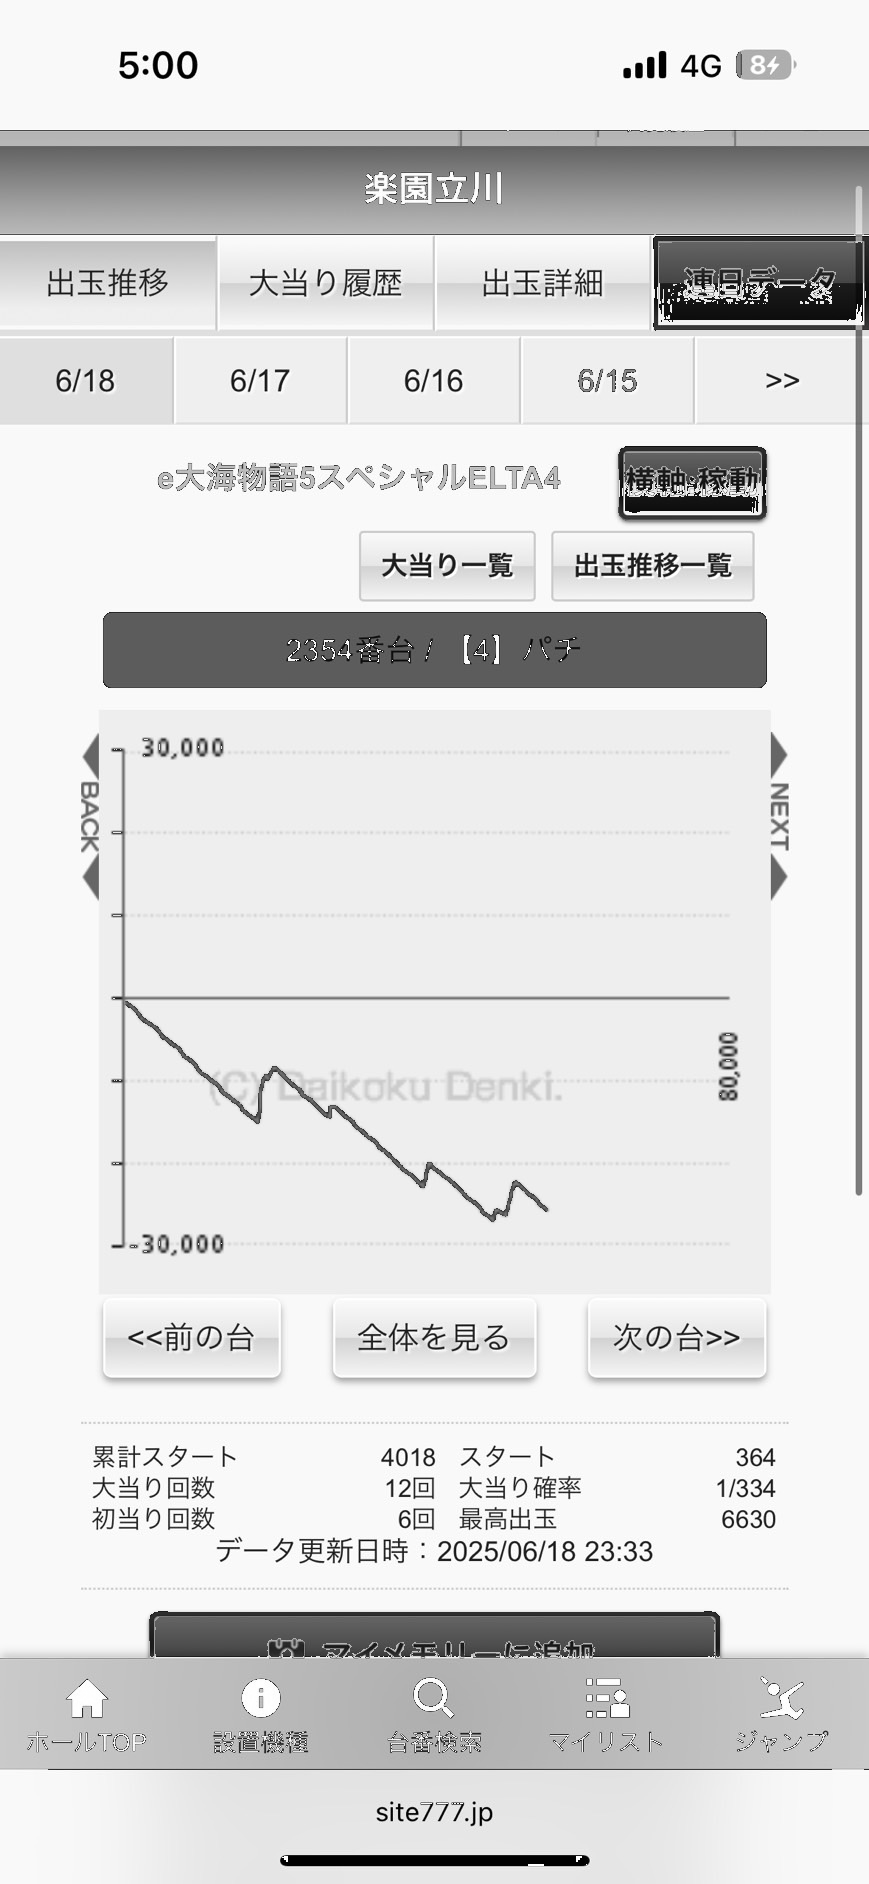 5:00 4G 8
楽園立川
出玉推移 大当り履歴 出玉詳細 連日データ
6/18 6/17 6/16 6/15 >>
e大海物語5スペシャルELTA4 横軸:稼動
大当り一覧 出玉推移一覧
2354番台 / 【4】 パチ
30,000
BACK
NEXT
80,000
(C) Daikoku Denki.
-30,000
<<前の台 全体を見る 次の台>>
累計スタート 4018 スタート 364
大当り回数 12回 大当り確率 1/334
初当り回数 6回 最高出玉 6630
データ更新日時:2025/06/18 23:33
マイメモリーに追加
ホールTOP 設置機種 台番検索 マイリスト ジャンプ
site777.jp